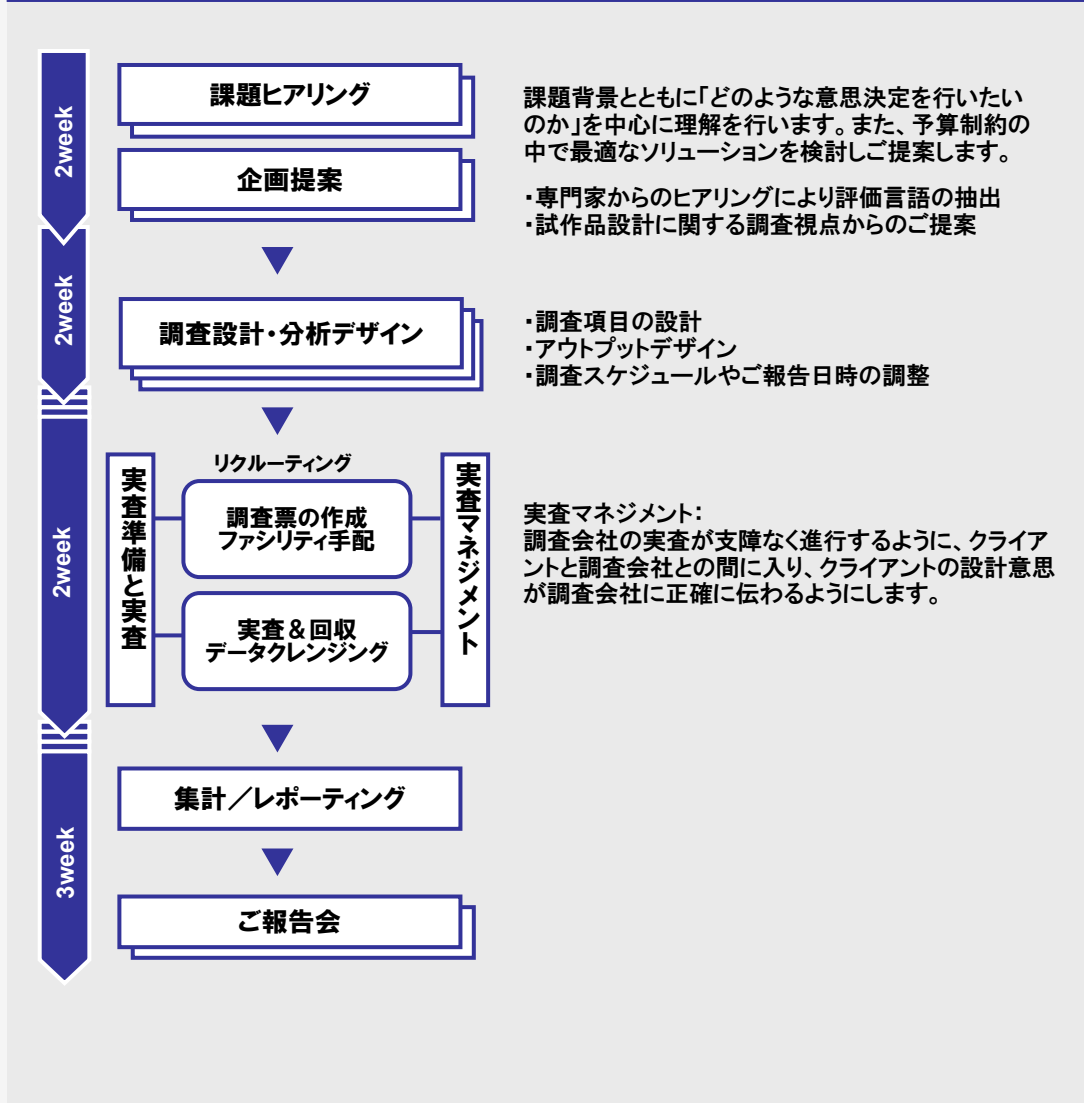 2week
課題ヒアリング
企画提案
課題背景とともに「どのような意思決定を行いたい
のか」を中心に理解を行います。また、予算制約の
中で最適なソリューションを検討しご提案します。
・専門家からのヒアリングにより評価言語の抽出
・試作品設計に関する調査視点からのご提案
2week
調査設計・分析デザイン
・調査項目の設計
・アウトプットデザイン
・調査スケジュールやご報告日時の調整
2week
実査準備と実査
リクルーティング
調査票の作成
ファシリティ手配
実査＆回収
データクレンジング
実査マネジメント
実査マネジメント：
調査会社の実査が支障なく進行するように、クライア
ントと調査会社との間に入り、クライアントの設計意思
が調査会社に正確に伝わるようにします。
3week
集計／レポーティング
ご報告会